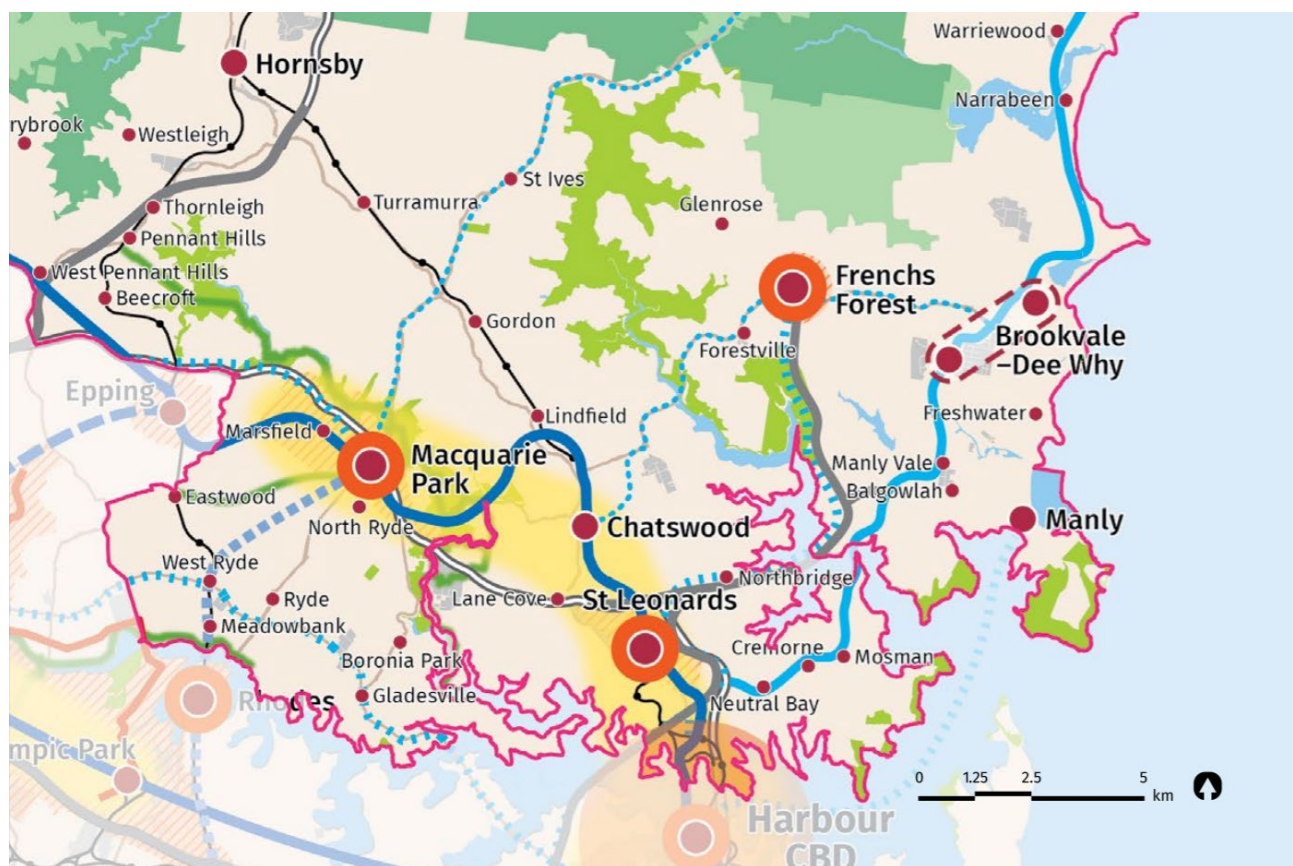 Warriewood
Hornsby
Narrabeen
rybrook
Westleigh
St Ives
Turramurra
Glenrose
Thornleigh
Pennant Hills
West Pennant Hills
Beecroft
Frenchs
Forest
Gordon
Forestville
Brookvale
–Dee Why
Epping
Lindfield
Freshwater
Marsfield
Macquarie
Park
Manly Vale
Balgowlah
Eastwood
North Ryde
Chatswood
Manly
West Ryde
Northbridge
Lane Cove
St Leonards
Ryde
Meadowbank
Cremorne
Mosman
Boronia Park
Gladesville
Neutral Bay
Rhodes
mpic Park
0 1.25 2.5 5
km
Harbour
CBD